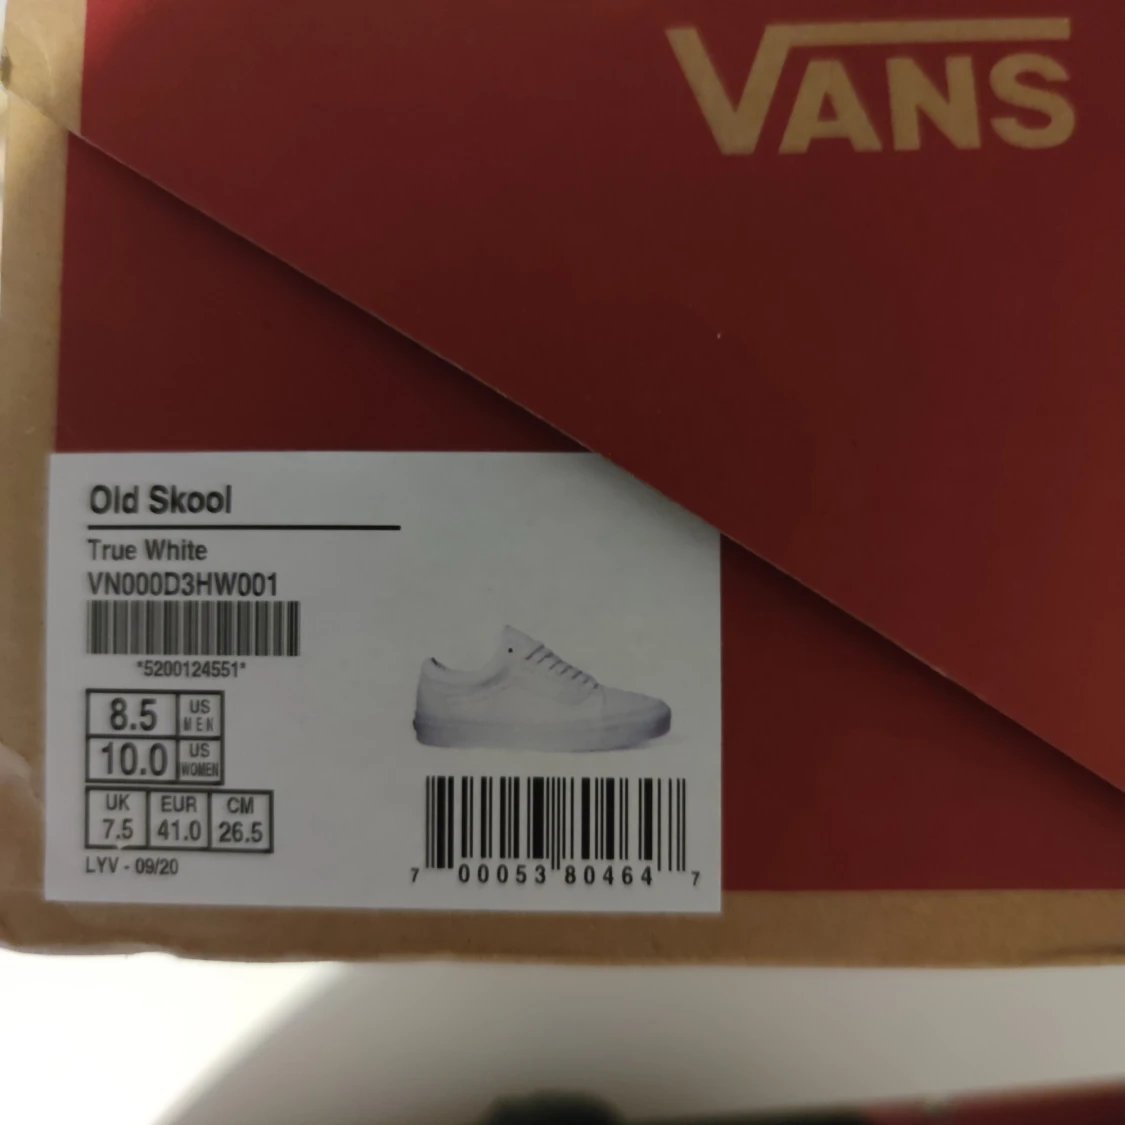 VANS
Old Skool
True White
VN000D3HW001
*5200124551*
8.5 US MEN
10.0 US WOMEN
UK EUR CM
7.5 41.0 26.5
LYV - 09/20
7 00053 80464 7